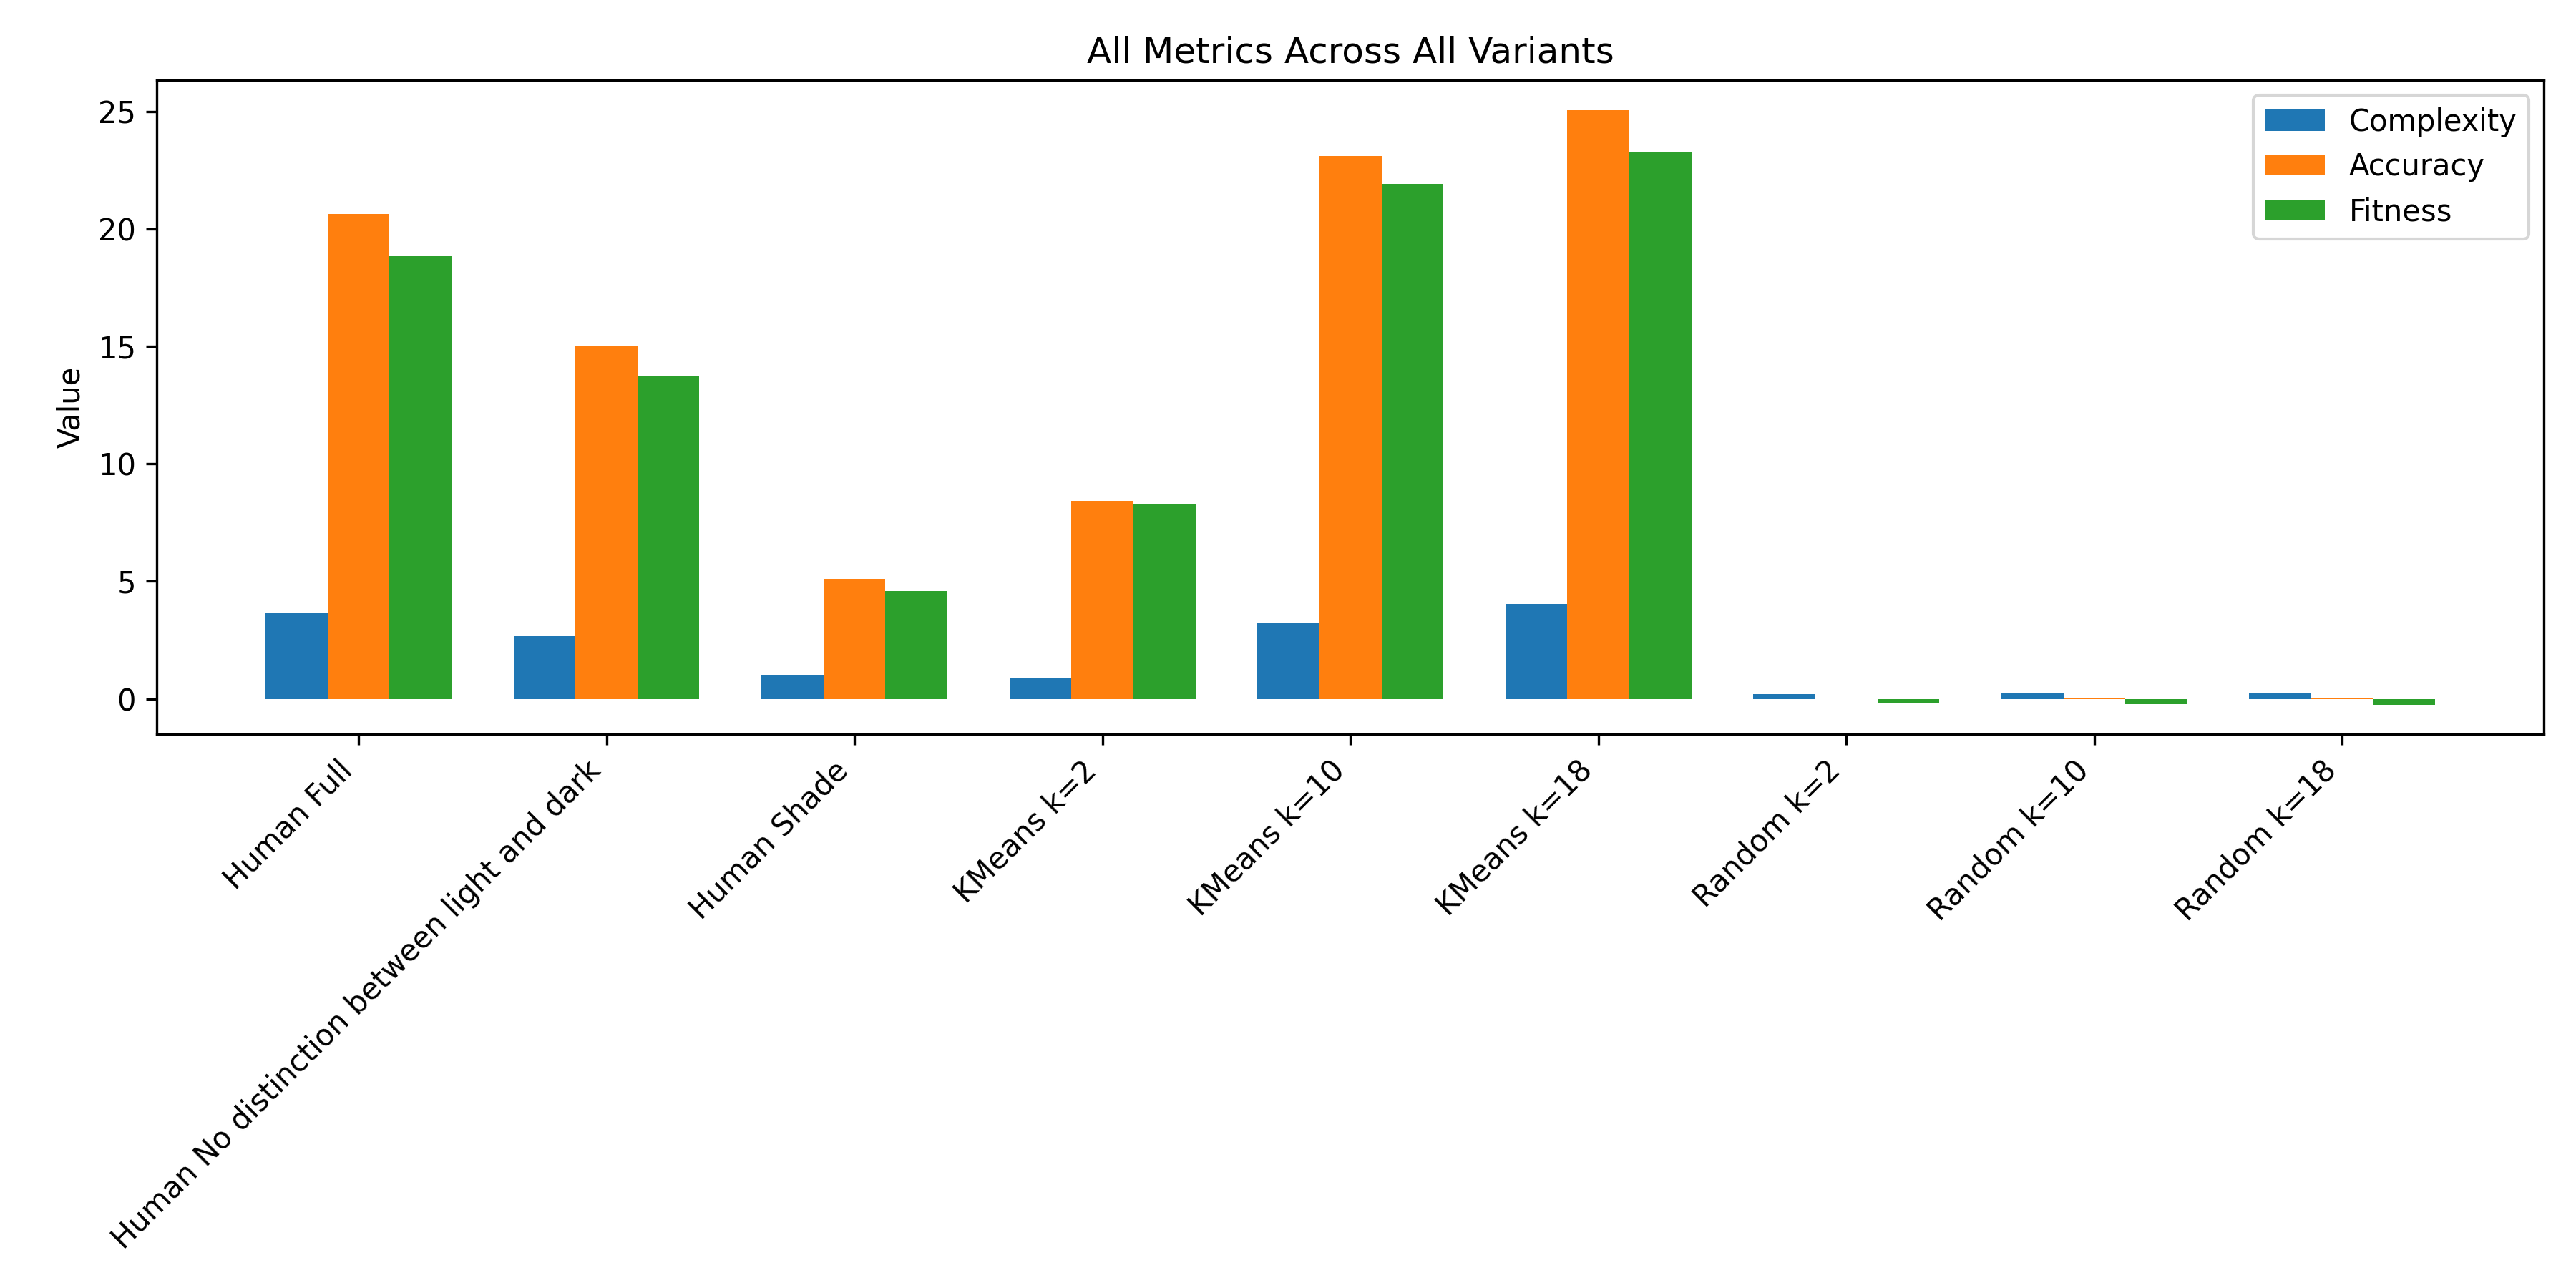 All Metrics Across All Variants
Complexity
Accuracy
Fitness
Value
25
20
15
10
5
0
Human Full
Human No distinction between light and dark
Human Shade
KMeans k=2
KMeans k=10
KMeans k=18
Random k=2
Random k=10
Random k=18